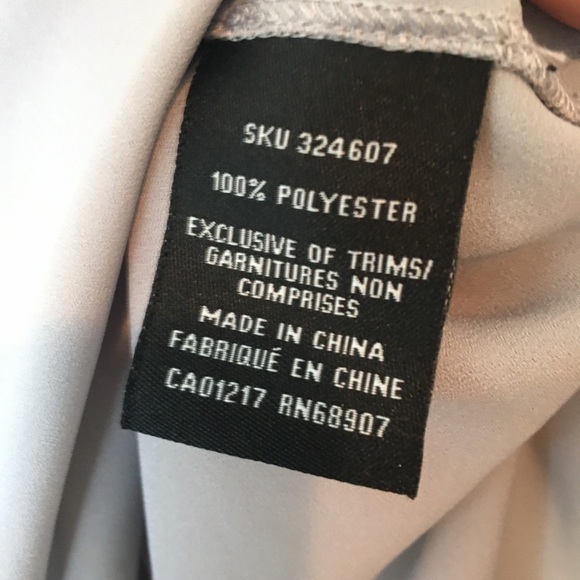 SKU 324607
100% POLYESTER
EXCLUSIVE OF TRIMS/
GARNITURES NON
COMPRISES
MADE IN CHINA
FABRIQUÉ EN CHINE
CA01217 RN68907